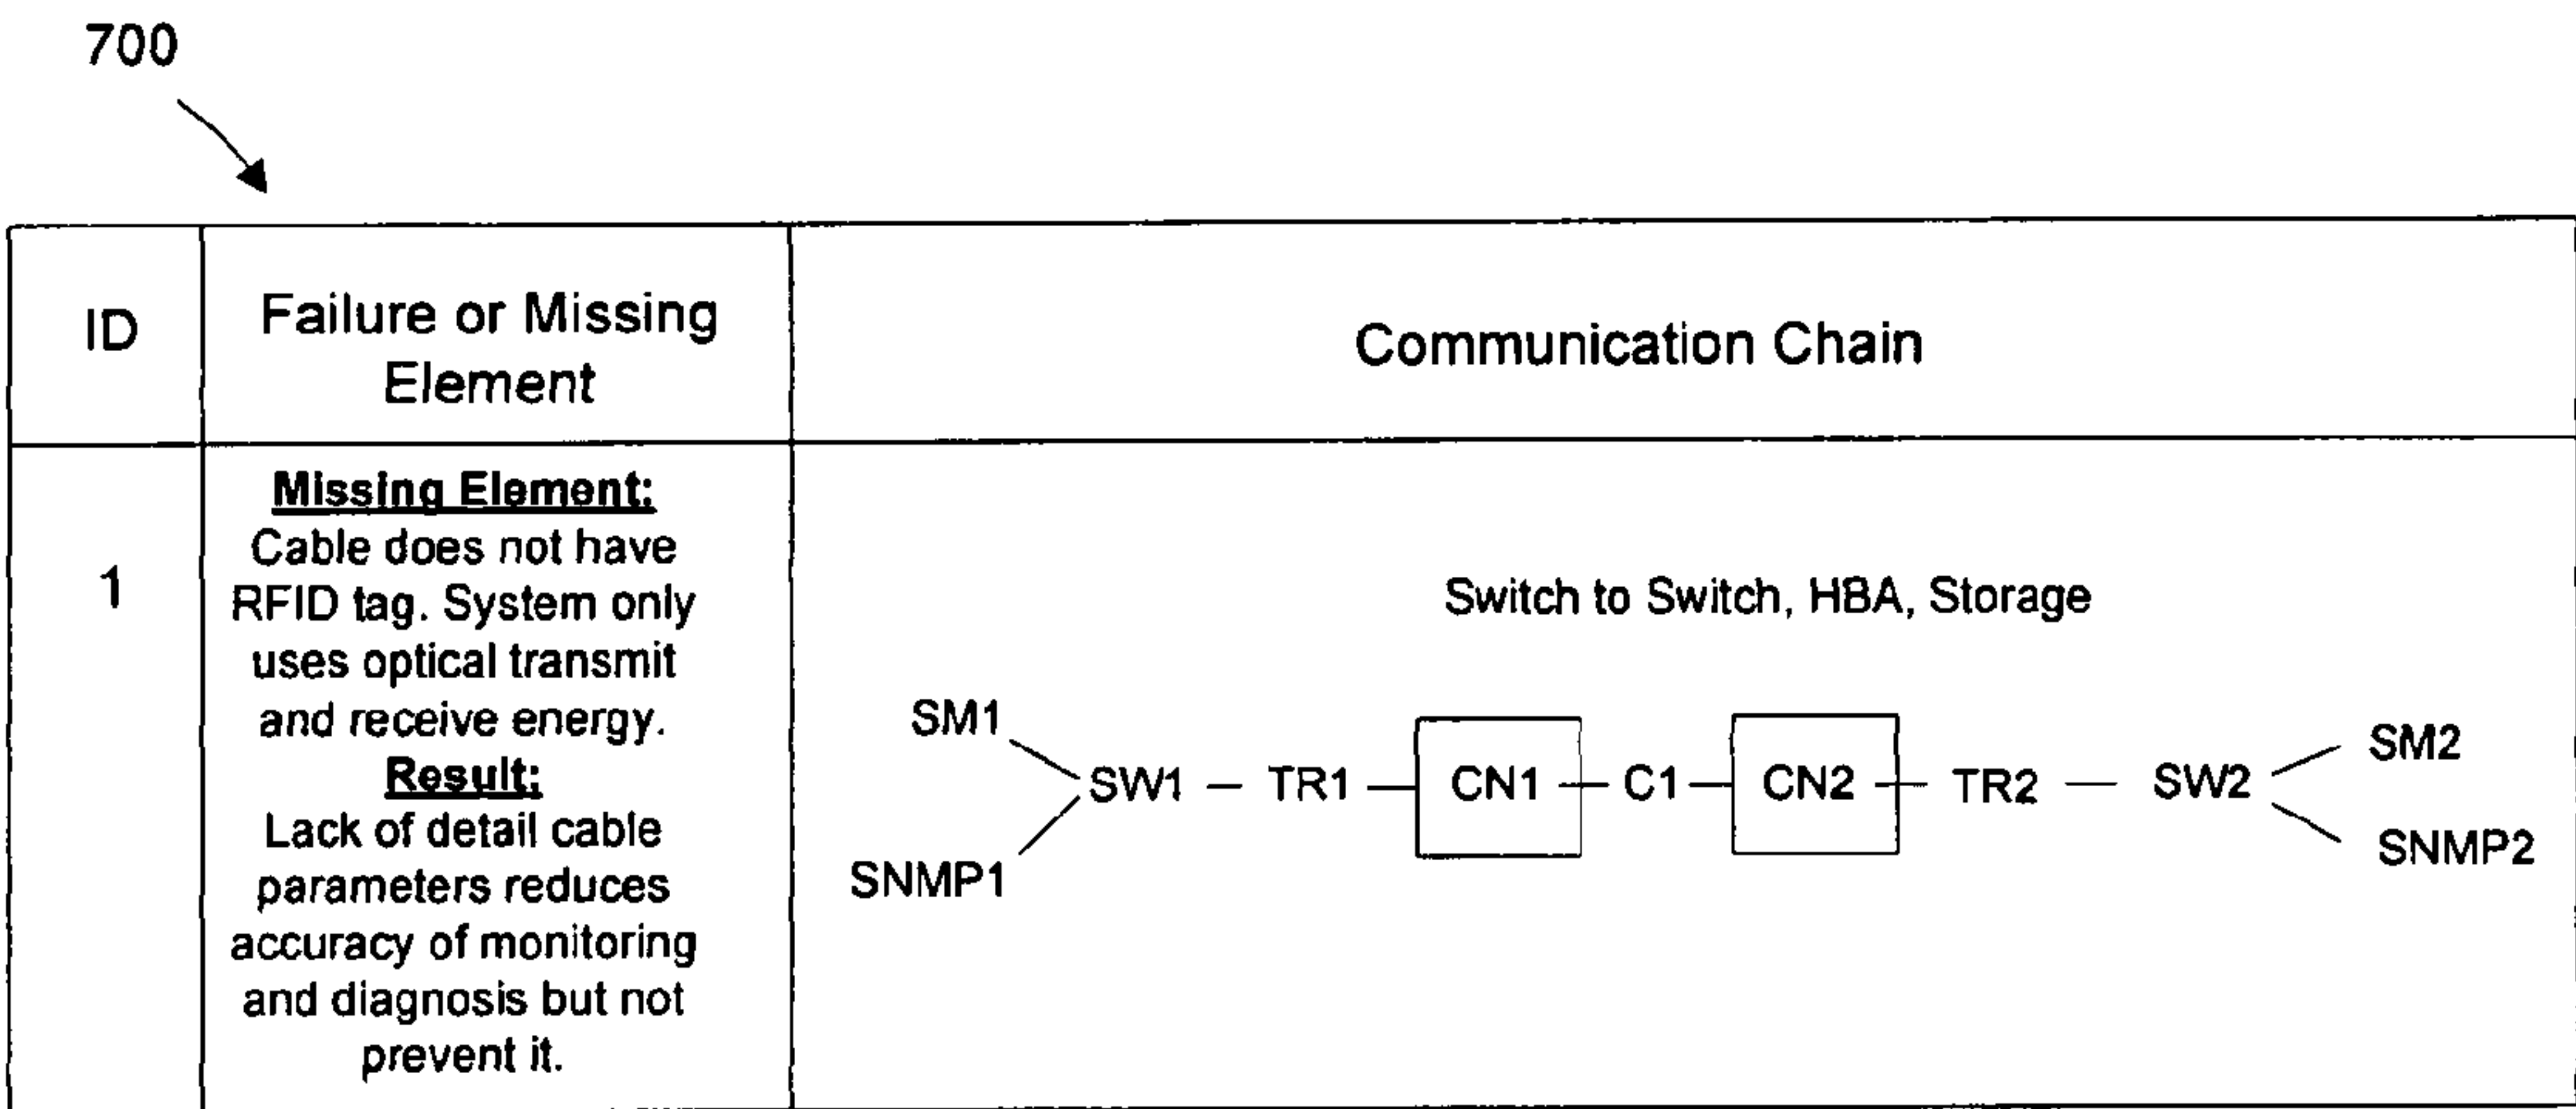 700
ID
Failure or Missing
Element
Communication Chain
1
Missing Element:
Cable does not have
RFID tag. System only
uses optical transmit
and receive energy.
Result:
Lack of detail cable
parameters reduces
accuracy of monitoring
and diagnosis but not
prevent it.
Switch to Switch, HBA, Storage
SM1
SNMP1
SW1 — TR1 — CN1 — C1 — CN2 — TR2 — SW2
SM2
SNMP2